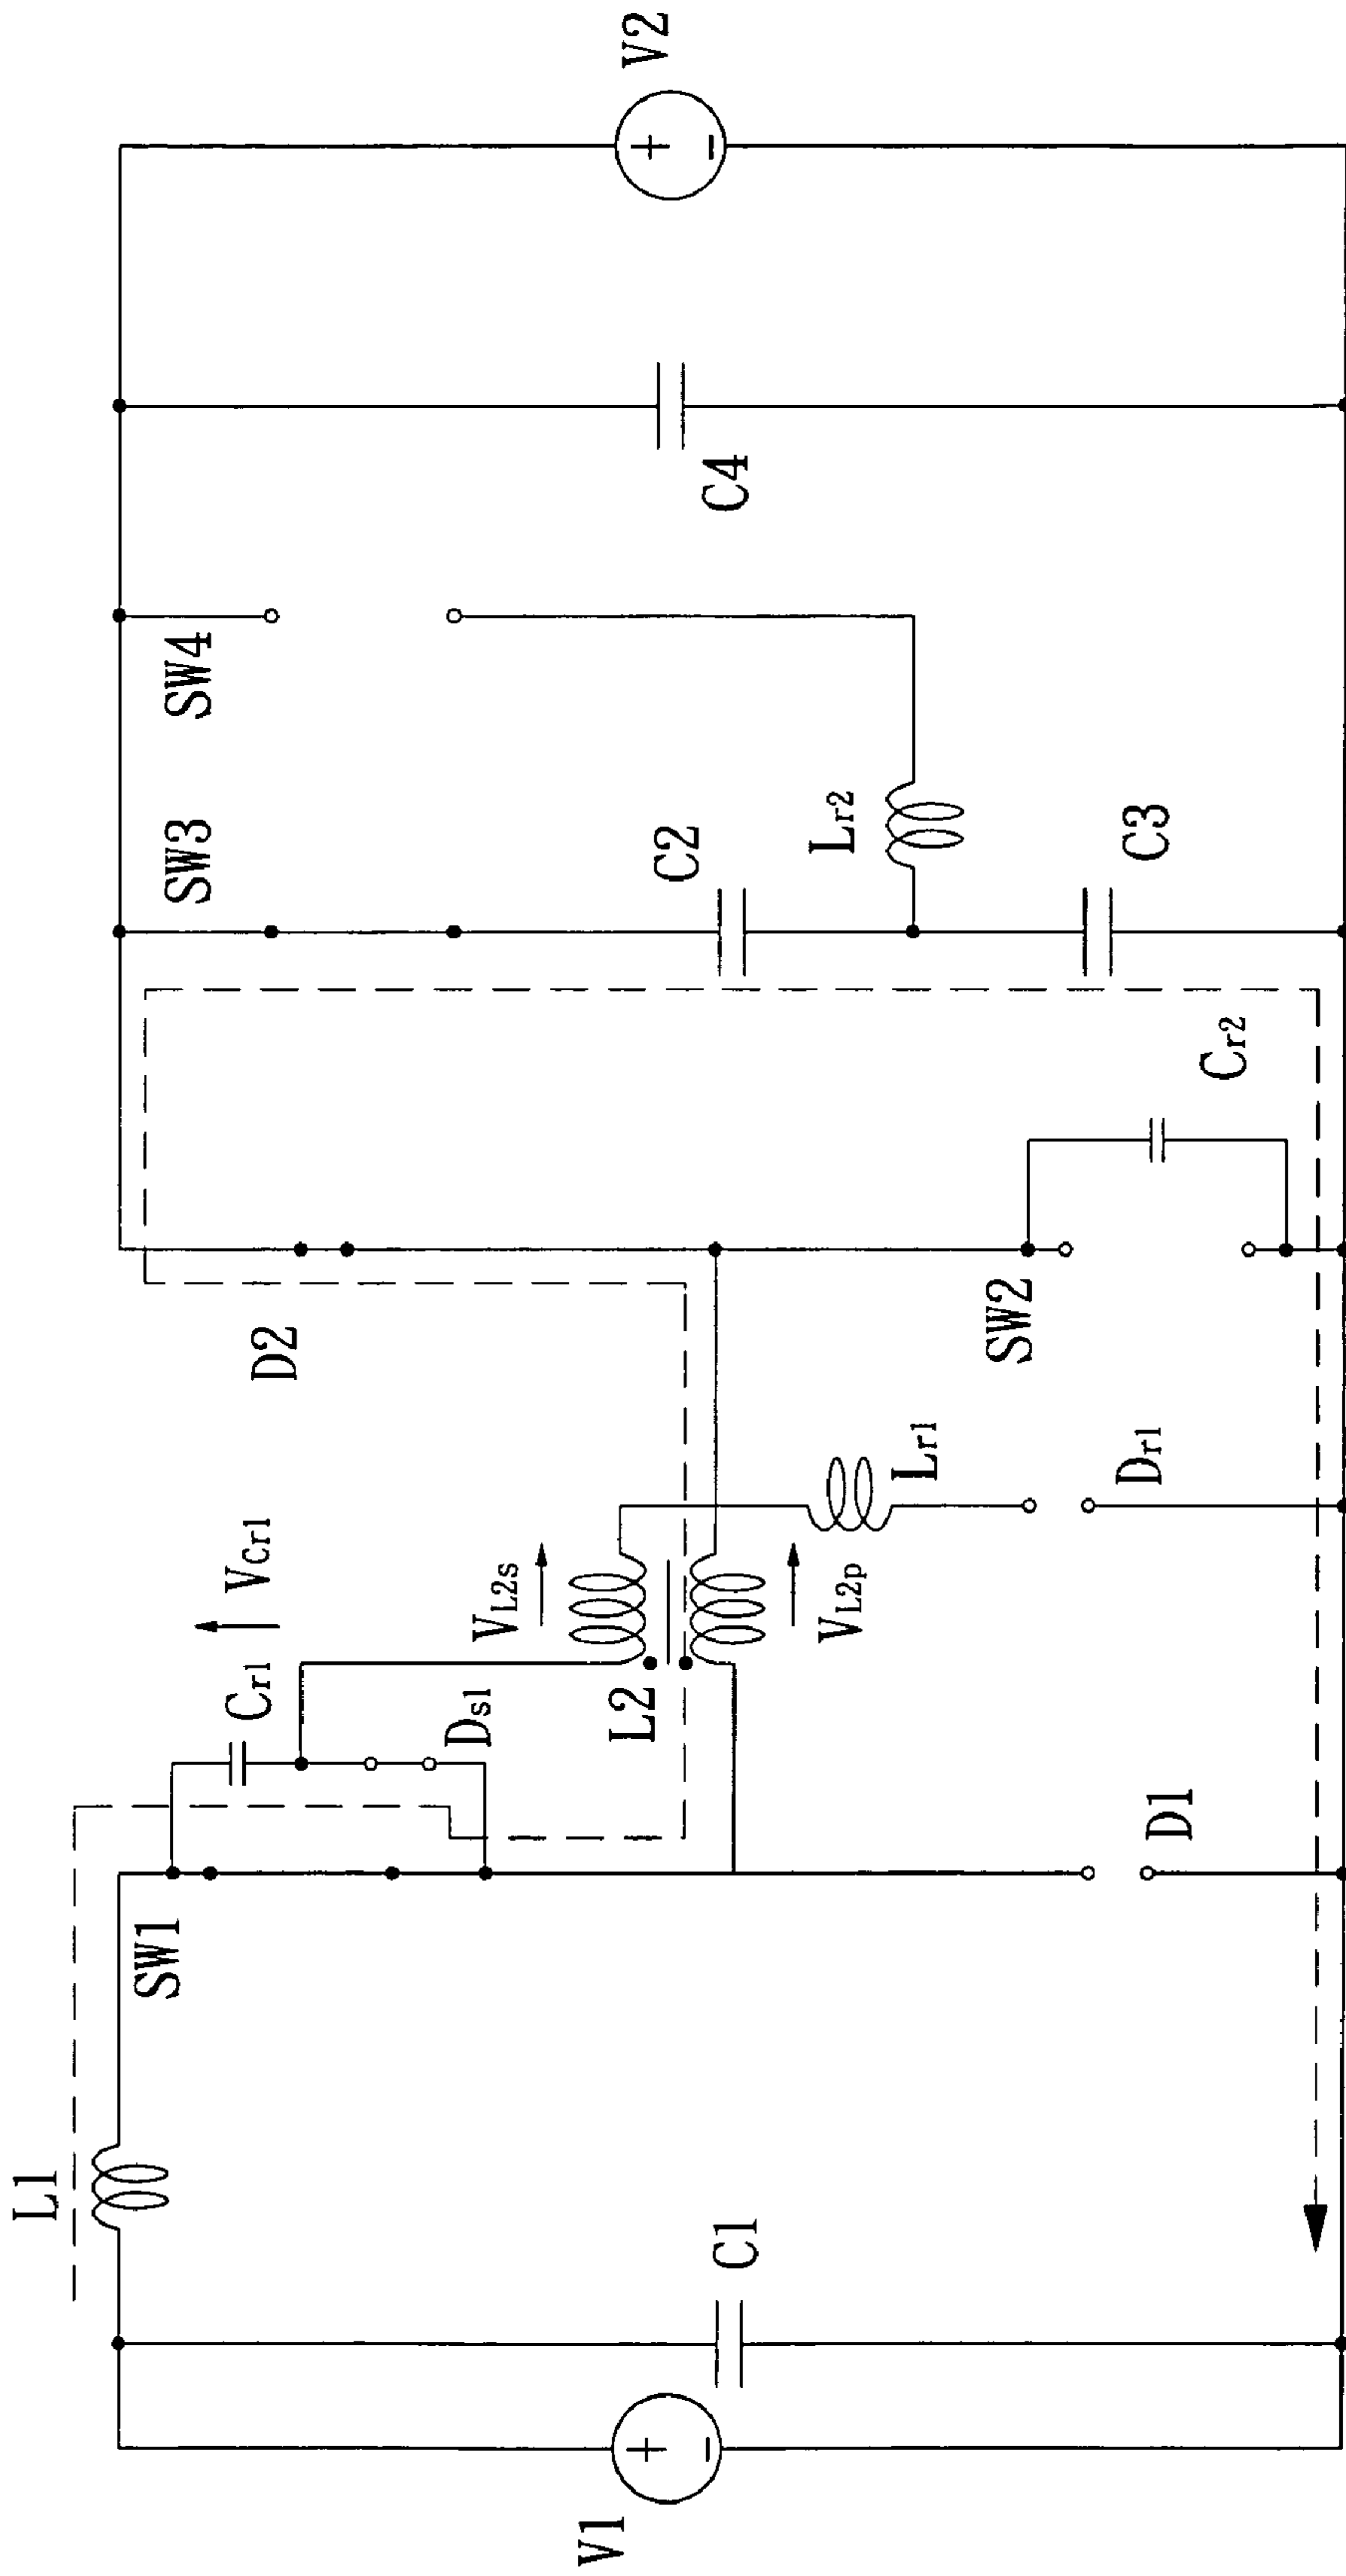 V1
C1
L1
SW1
D1
Cr1
VCr1
Ds1
L2
VL2s
VL2p
Lr1
Dr1
D2
SW2
Cr2
SW3
C2
Lr2
C3
SW4
C4
V2
+
-
+
-